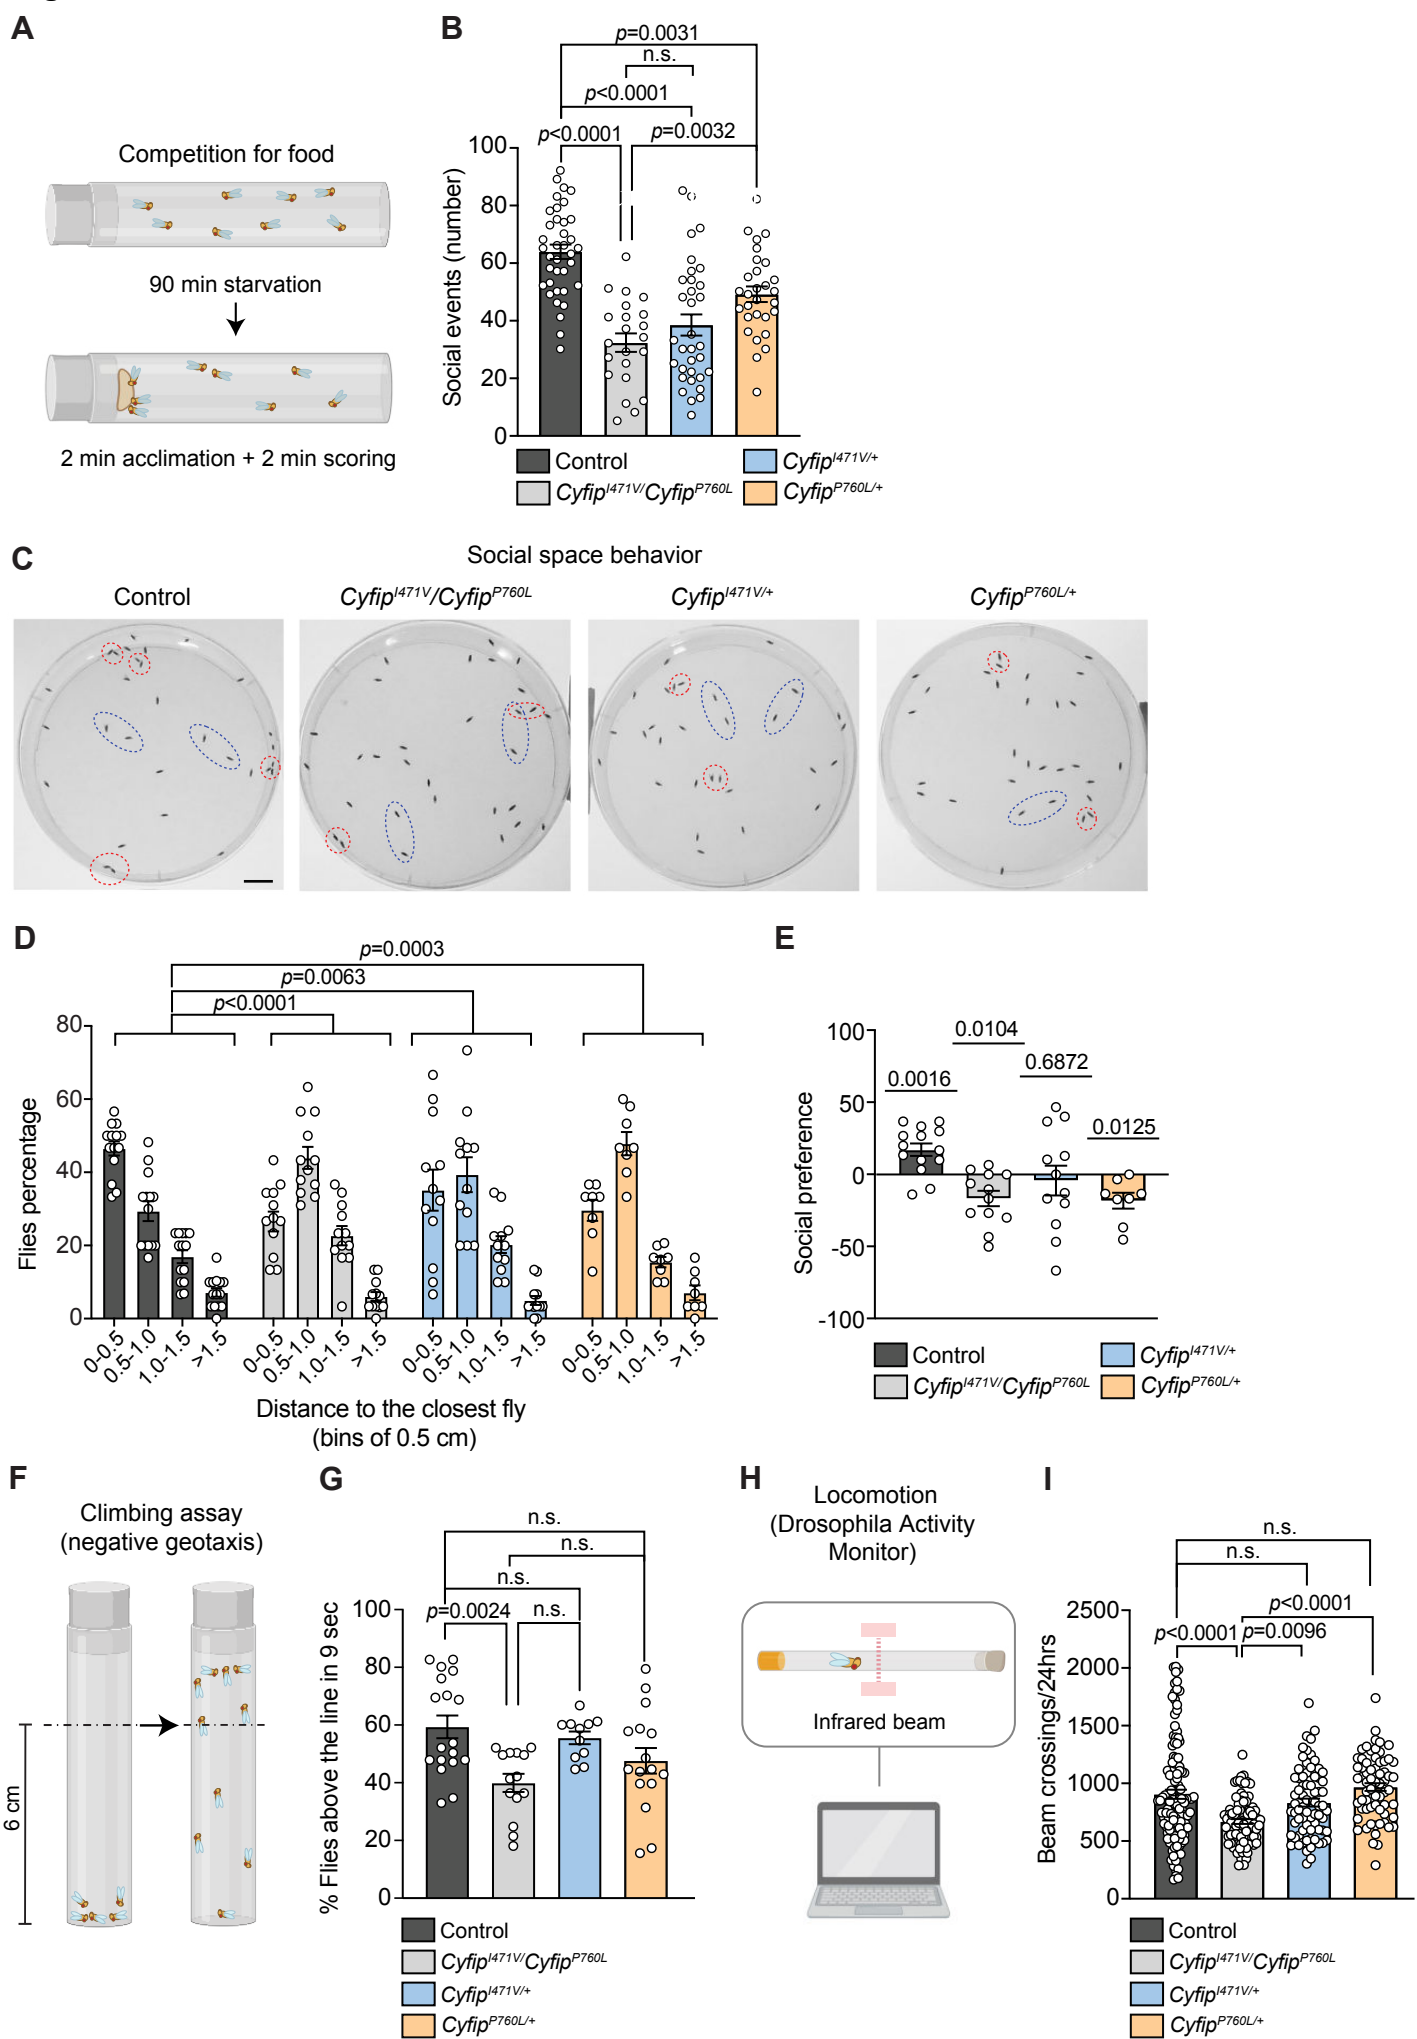 A
Competition for food
90 min starvation
2 min acclimation + 2 min scoring
B
p=0.0031
n.s.
p<0.0001
p<0.0001
p=0.0032
Social events (number)
100
80
60
40
20
0
Control
Cyfip^I471V/+
Cyfip^I471V/Cyfip^P760L
Cyfip^P760L/+
C
Social space behavior
Control
Cyfip^I471V/Cyfip^P760L
Cyfip^I471V/+
Cyfip^P760L/+
D
p=0.0003
p=0.0063
p<0.0001
Flies percentage
80
60
40
20
0
0-0.5
0.5-1.0
1.0-1.5
>1.5
0-0.5
0.5-1.0
1.0-1.5
>1.5
0-0.5
0.5-1.0
1.0-1.5
>1.5
0-0.5
0.5-1.0
1.0-1.5
>1.5
Distance to the closest fly
(bins of 0.5 cm)
E
0.0016
0.0104
0.6872
0.0125
Social preference
100
50
0
-50
-100
Control
Cyfip^I471V/+
Cyfip^I471V/Cyfip^P760L
Cyfip^P760L/+
F
Climbing assay
(negative geotaxis)
6 cm
G
n.s.
n.s.
n.s.
p=0.0024
n.s.
% Flies above the line in 9 sec
100
80
60
40
20
0
Control
Cyfip^I471V/Cyfip^P760L
Cyfip^I471V/+
Cyfip^P760L/+
H
Locomotion
(Drosophila Activity
Monitor)
Infrared beam
I
n.s.
n.s.
p<0.0001
p<0.0001
p=0.0096
Beam crossings/24hrs
2500
2000
1500
1000
500
0
Control
Cyfip^I471V/Cyfip^P760L
Cyfip^I471V/+
Cyfip^P760L/+